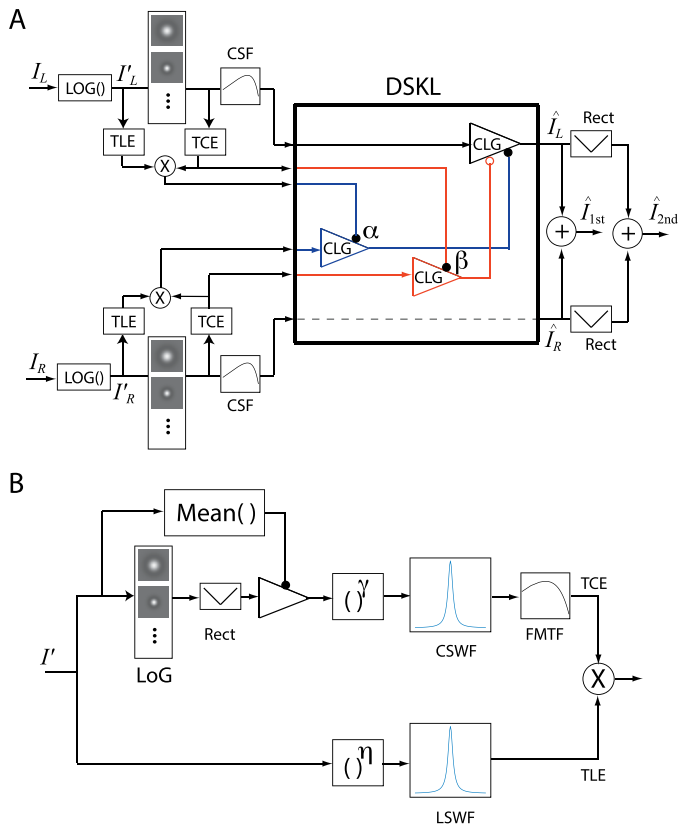 A
CSF
DSKL
I_L
LOG()
I'_L
TLE
TCE
X
CLG
Î_L
Rect
α
CLG
β
CLG
+
Î_1st
+
Î_2nd
X
TLE
TCE
I_R
LOG()
I'_R
CSF
Î_R
Rect
B
Mean( )
Rect
LoG
( )^γ
CSWF
FMTF
TCE
I'
X
( )^η
LSWF
TLE